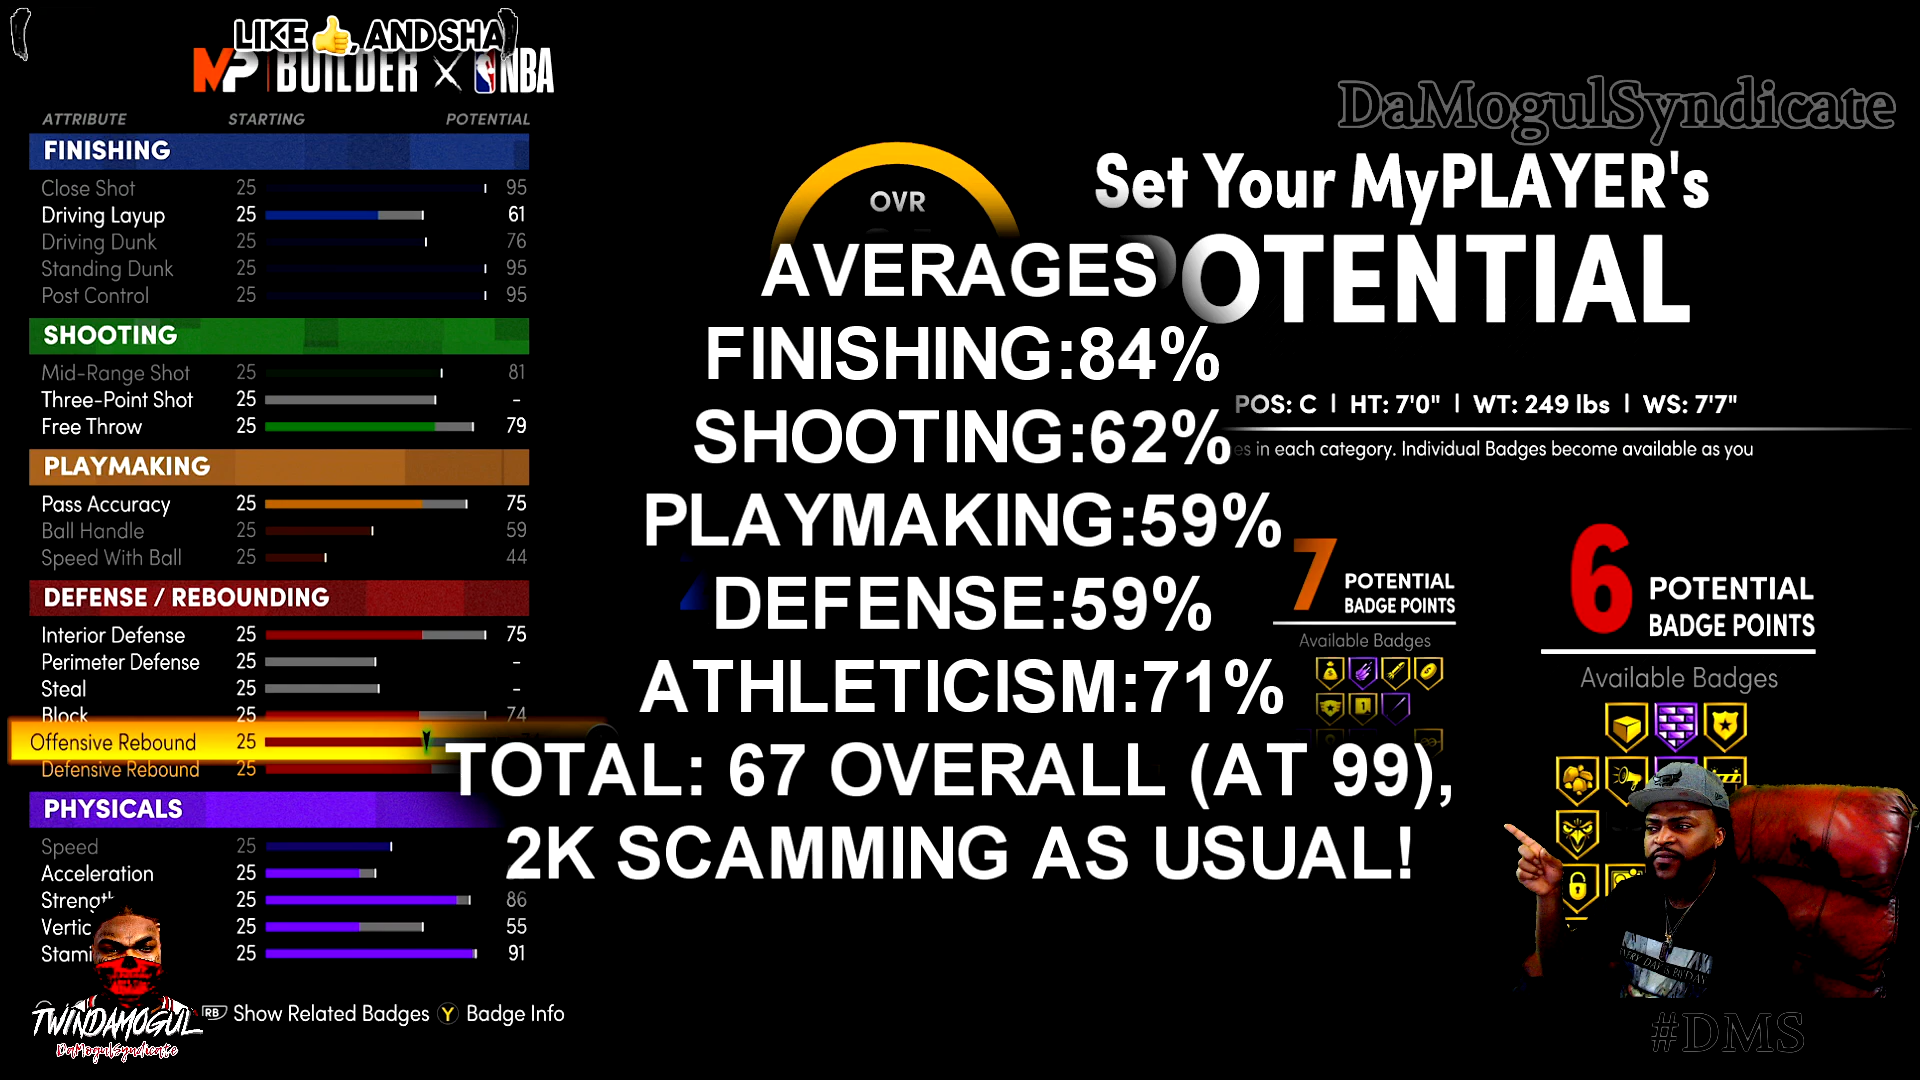 LIKE 👍, AND SHA
MP | BUILDER X NBA
ATTRIBUTE STARTING POTENTIAL
FINISHING
Close Shot 25 95
Driving Layup 25 61
Driving Dunk 25 76
Standing Dunk 25 95
Post Control 25 95
SHOOTING
Mid-Range Shot 25 81
Three-Point Shot 25 -
Free Throw 25 79
PLAYMAKING
Pass Accuracy 25 75
Ball Handle 25 59
Speed With Ball 25 44
DEFENSE / REBOUNDING
Interior Defense 25 75
Perimeter Defense 25 -
Steal 25 -
Block 25 74
Offensive Rebound 25
Defensive Rebound 25
PHYSICALS
Speed 25
Acceleration 25
Strength 25 86
Vertic 25 55
Stami 25 91
RB Show Related Badges Y Badge Info
TWINDAMOGUL
DaMogulSyndicate
OVR
AVERAGES
FINISHING:84%
SHOOTING:62%
PLAYMAKING:59%
DEFENSE:59%
ATHLETICISM:71%
TOTAL: 67 OVERALL (AT 99),
2K SCAMMING AS USUAL!
DaMogulSyndicate
Set Your MyPLAYER's
POTENTIAL
POS: C | HT: 7'0" | WT: 249 lbs | WS: 7'7"
es in each category. Individual Badges become available as you
7 POTENTIAL
BADGE POINTS
Available Badges
6 POTENTIAL
BADGE POINTS
Available Badges
#DMS